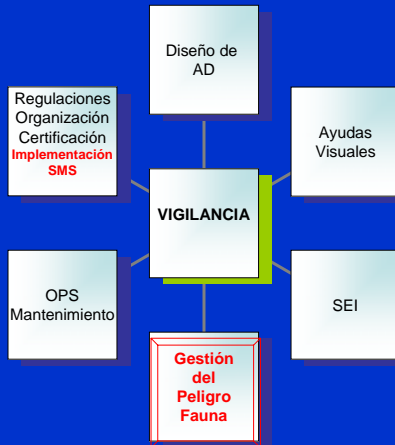 Diseño de
AD
Regulaciones
Organización
Certificación
Implementación
SMS
Ayudas
Visuales
VIGILANCIA
OPS
Mantenimiento
SEI
Gestión
del
Peligro
Fauna